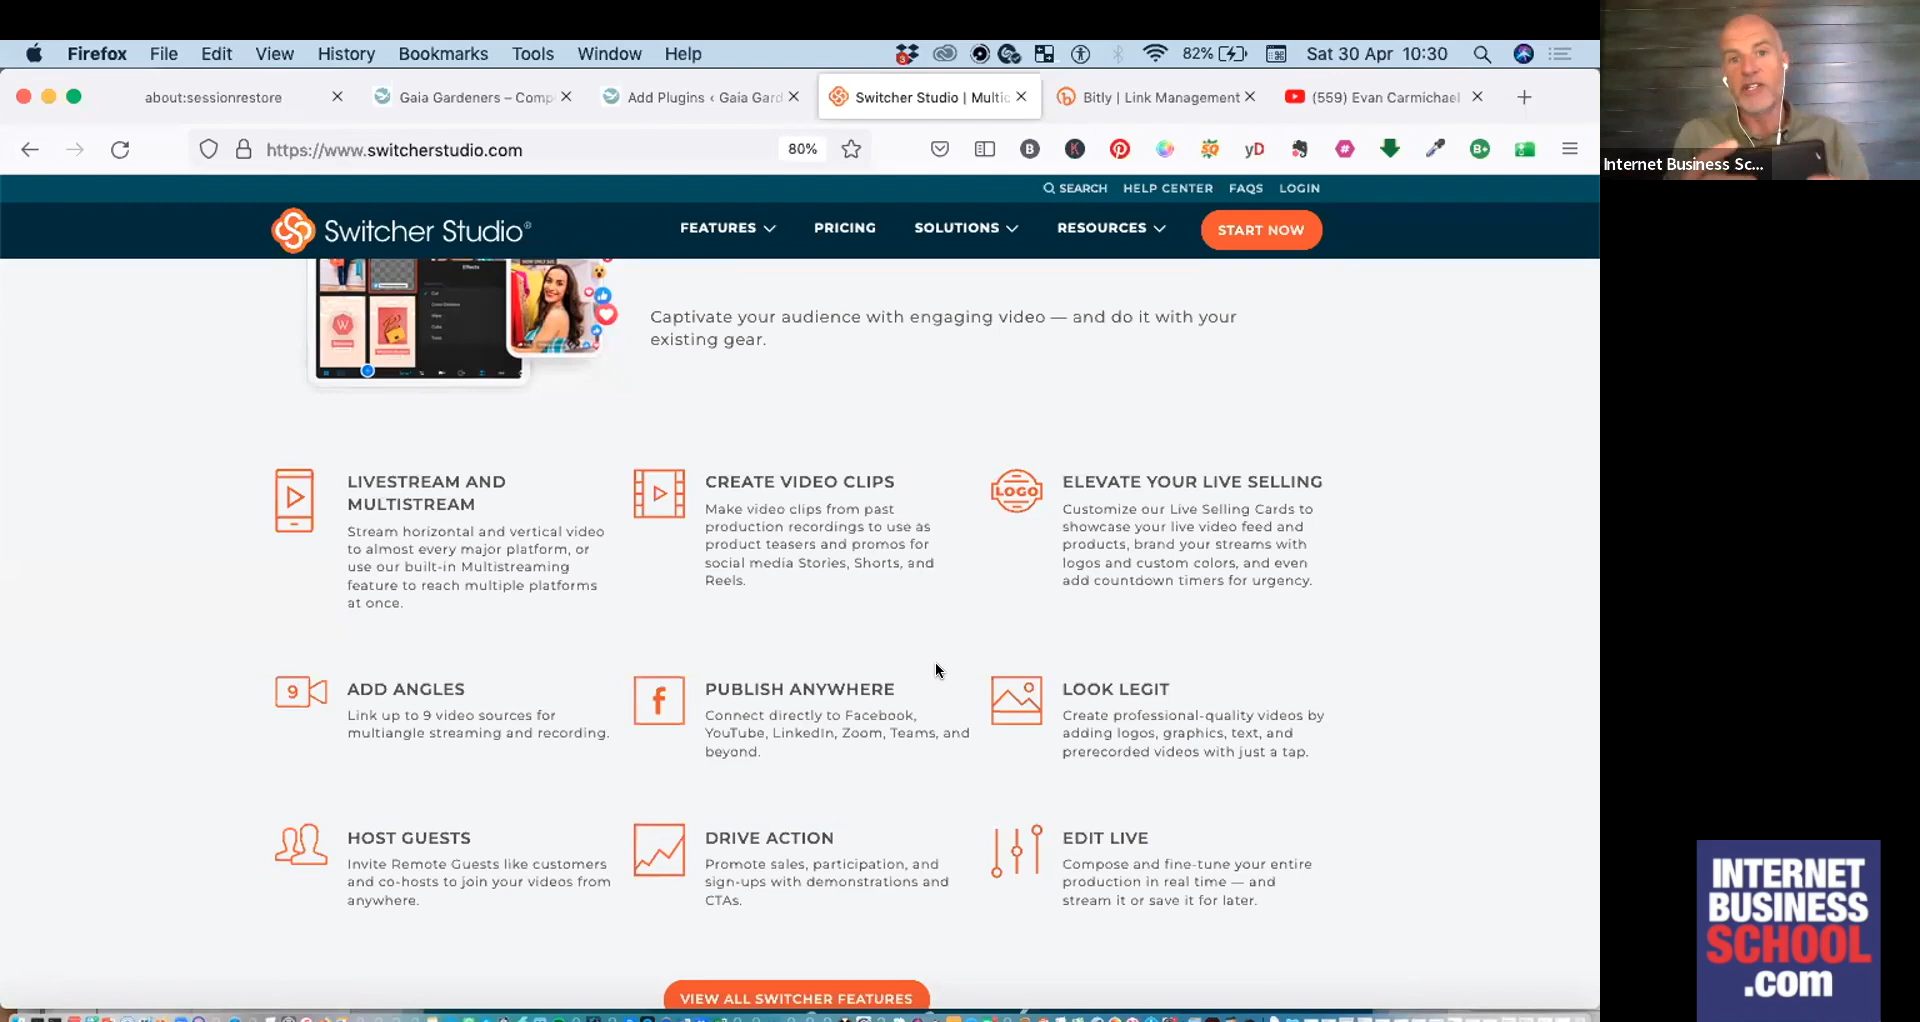 Firefox File Edit View History Bookmarks Tools Window Help
3
82%
Sat 30 Apr 10:30
about:sessionrestore
Gaia Gardeners – Comp
Add Plugins ‹ Gaia Gard
Switcher Studio | Multic
Bitly | Link Management
(559) Evan Carmichael
https://www.switcherstudio.com
80%
B
K
yD
#
B+
Internet Business Sc...
SEARCH HELP CENTER FAQS LOGIN
Switcher Studio®
FEATURES PRICING SOLUTIONS RESOURCES START NOW
Effects
W
Captivate your audience with engaging video — and do it with your
existing gear.
LIVESTREAM AND
MULTISTREAM
Stream horizontal and vertical video
to almost every major platform, or
use our built-in Multistreaming
feature to reach multiple platforms
at once.
CREATE VIDEO CLIPS
Make video clips from past
production recordings to use as
product teasers and promos for
social media Stories, Shorts, and
Reels.
LOGO
ELEVATE YOUR LIVE SELLING
Customize our Live Selling Cards to
showcase your live video feed and
products, brand your streams with
logos and custom colors, and even
add countdown timers for urgency.
9
ADD ANGLES
Link up to 9 video sources for
multiangle streaming and recording.
f
PUBLISH ANYWHERE
Connect directly to Facebook,
YouTube, LinkedIn, Zoom, Teams, and
beyond.
LOOK LEGIT
Create professional-quality videos by
adding logos, graphics, text, and
prerecorded videos with just a tap.
HOST GUESTS
Invite Remote Guests like customers
and co-hosts to join your videos from
anywhere.
DRIVE ACTION
Promote sales, participation, and
sign-ups with demonstrations and
CTAs.
EDIT LIVE
Compose and fine-tune your entire
production in real time — and
stream it or save it for later.
VIEW ALL SWITCHER FEATURES
INTERNET
BUSINESS
SCHOOL
.com